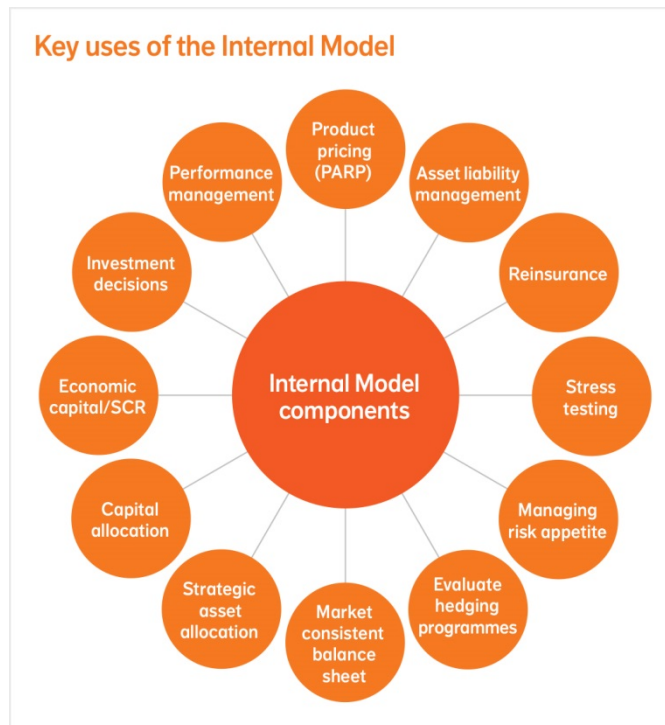 Key uses of the Internal Model
Product
pricing
(PARP)
Asset liability
management
Reinsurance
Stress
testing
Managing
risk appetite
Evaluate
hedging
programmes
Market
consistent
balance
sheet
Strategic
asset
allocation
Capital
allocation
Economic
capital/SCR
Investment
decisions
Performance
management
Internal Model
components